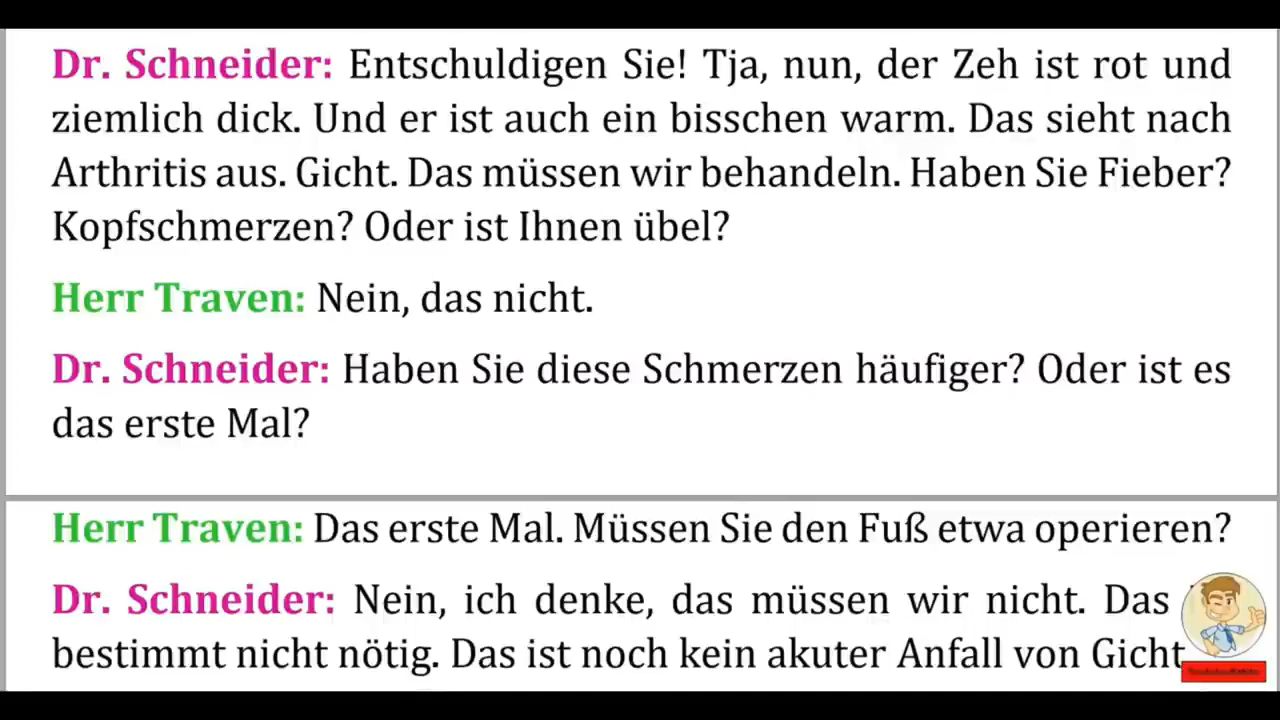 Dr. Schneider: Entschuldigen Sie! Tja, nun, der Zeh ist rot und
ziemlich dick. Und er ist auch ein bisschen warm. Das sieht nach
Arthritis aus. Gicht. Das müssen wir behandeln. Haben Sie Fieber?
Kopfschmerzen? Oder ist Ihnen übel?
Herr Traven: Nein, das nicht.
Dr. Schneider: Haben Sie diese Schmerzen häufiger? Oder ist es
das erste Mal?
Herr Traven: Das erste Mal. Müssen Sie den Fuß etwa operieren?
Dr. Schneider: Nein, ich denke, das müssen wir nicht. Das
bestimmt nicht nötig. Das ist noch kein akuter Anfall von Gicht